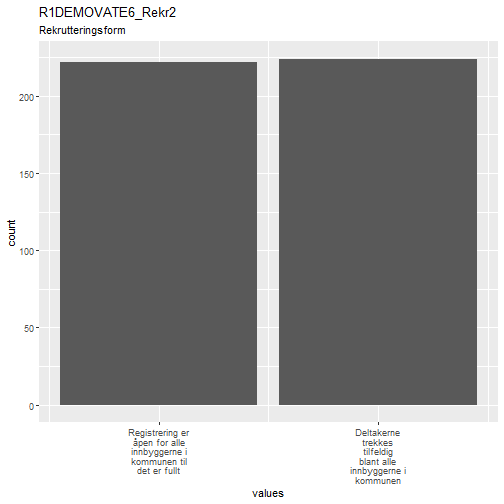 R1DEMOVATE6_Rekr2
Rekrutteringsform
count
200
150
100
50
0
Registrering er
åpen for alle
innbyggerne i
kommunen til
det er fullt
Deltakerne
trekkes
tilfeldig
blant alle
innbyggerne i
kommunen
values